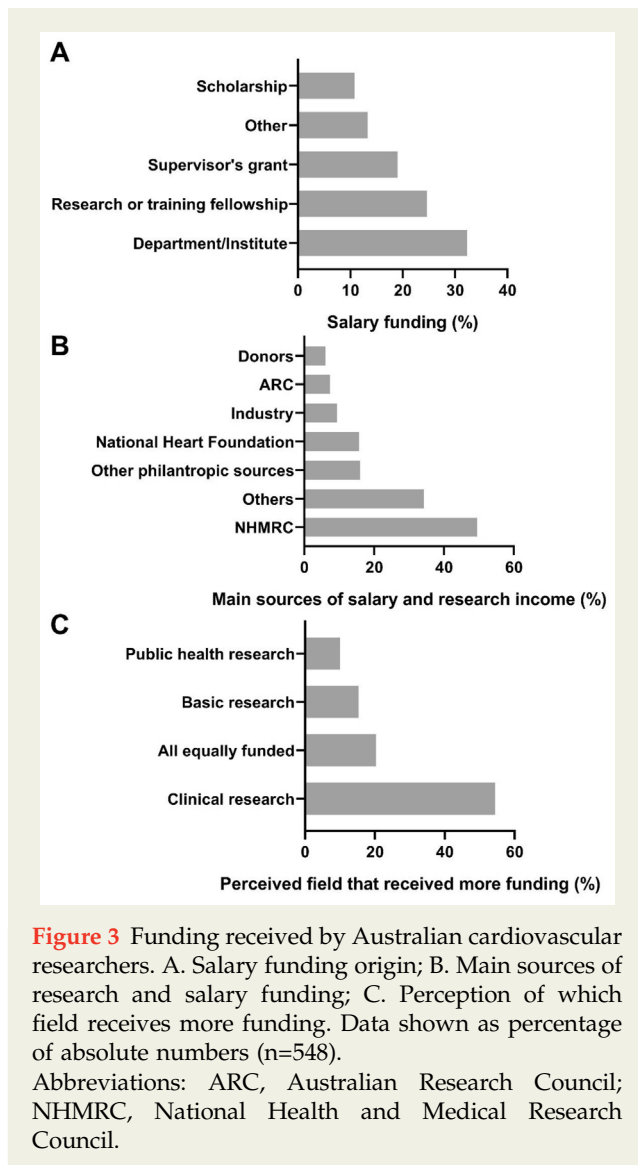 A
Scholarship
Other
Supervisor's grant
Research or training fellowship
Department/Institute
0 10 20 30 40
Salary funding (%)
B
Donors
ARC
Industry
National Heart Foundation
Other philantropic sources
Others
NHMRC
0 20 40 60
Main sources of salary and research income (%)
C
Public health research
Basic research
All equally funded
Clinical research
0 20 40 60
Perceived field that received more funding (%)
Figure 3 Funding received by Australian cardiovascular
researchers. A. Salary funding origin; B. Main sources of
research and salary funding; C. Perception of which
field receives more funding. Data shown as percentage
of absolute numbers (n=548).
Abbreviations: ARC, Australian Research Council;
NHMRC, National Health and Medical Research
Council.